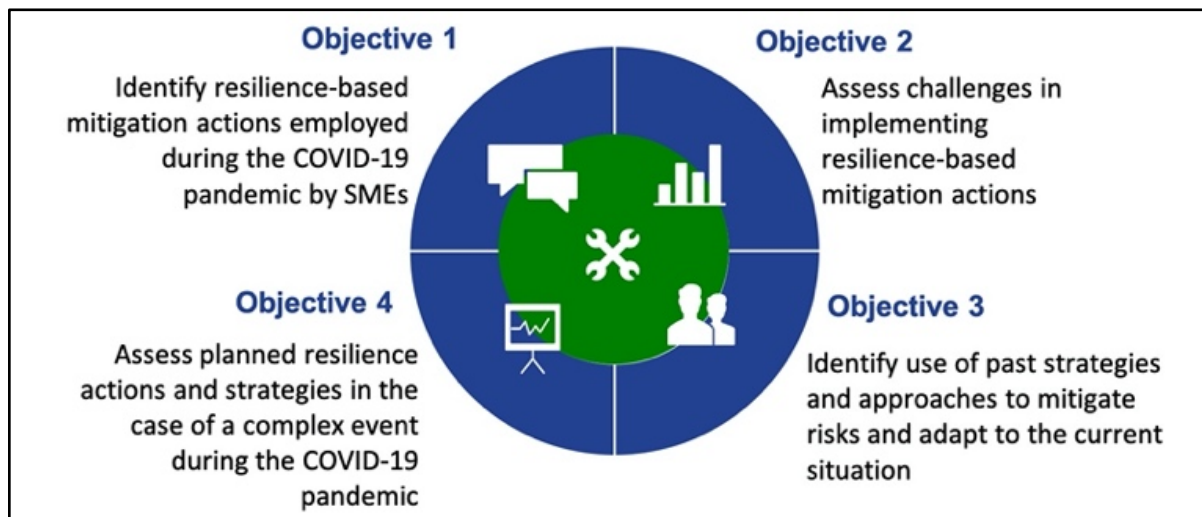 Objective 1
Identify resilience-based
mitigation actions employed
during the COVID-19
pandemic by SMEs
Objective 2
Assess challenges in
implementing
resilience-based
mitigation actions
Objective 4
Assess planned resilience
actions and strategies in the
case of a complex event
during the COVID-19
pandemic
Objective 3
Identify use of past strategies
and approaches to mitigate
risks and adapt to the current
situation